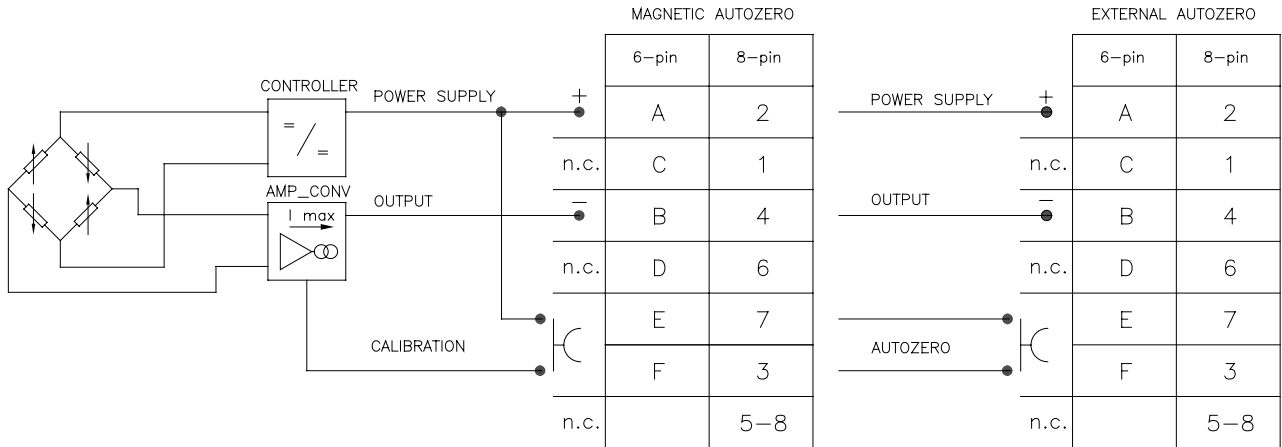 MAGNETIC AUTOZERO
EXTERNAL AUTOZERO
6-pin 8-pin
6-pin 8-pin
CONTROLLER
= / =
POWER SUPPLY
+
A 2
POWER SUPPLY
+
A 2
n.c. C 1
n.c. C 1
AMP_CONV
I max
OUTPUT
−
B 4
OUTPUT
−
B 4
n.c. D 6
n.c. D 6
E 7
E 7
CALIBRATION
F 3
AUTOZERO
F 3
n.c. 5-8
n.c. 5-8